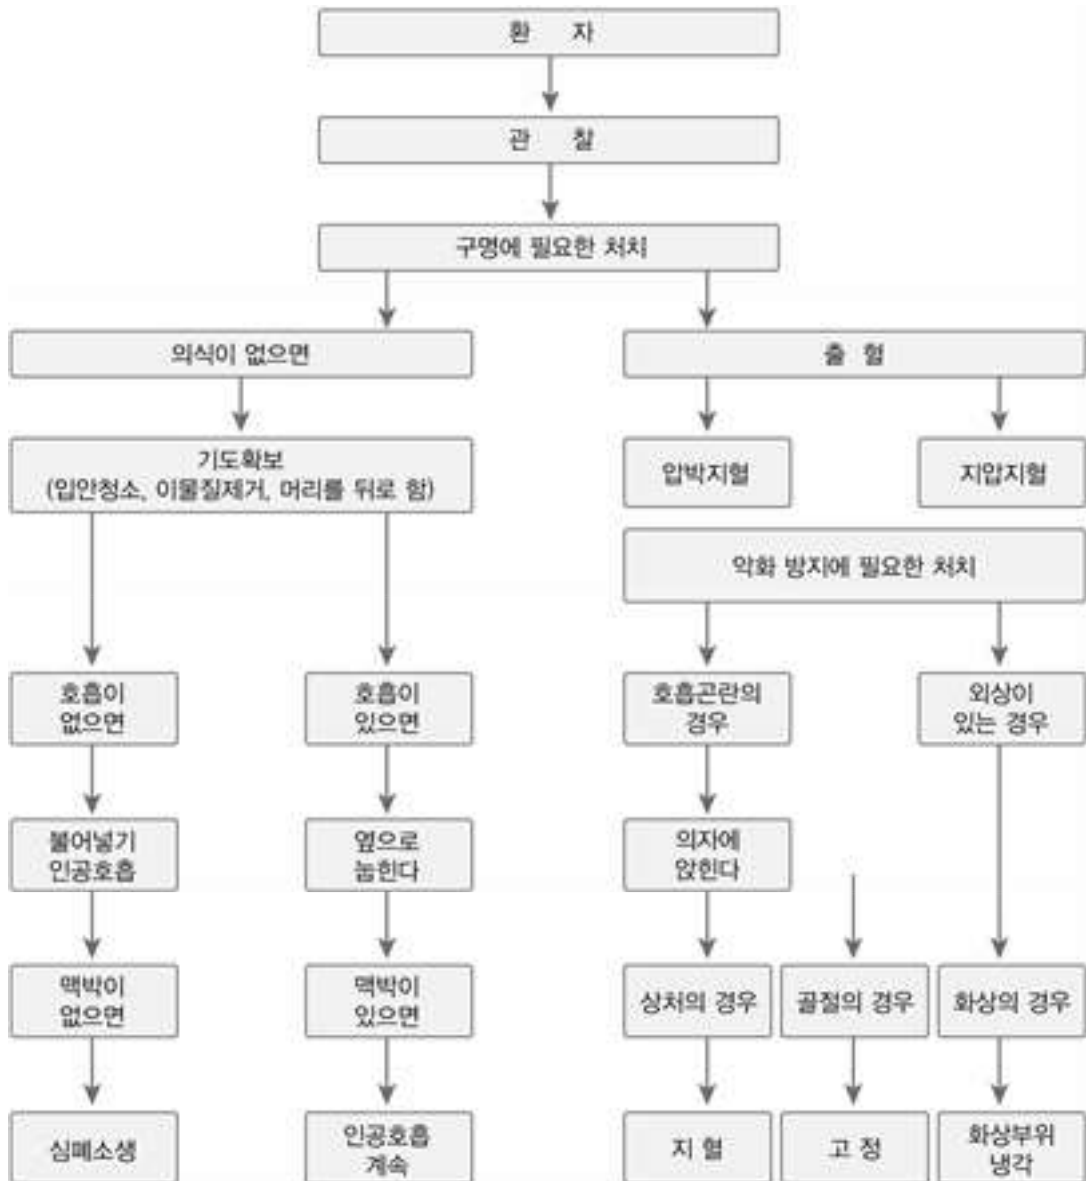 환 자
관 찰
구명에 필요한 처치
의식이 없으면
출 혈
기도확보
(입안청소, 이물질제거, 머리를 뒤로 함)
압박지혈
지압지혈
악화 방지에 필요한 처치
호흡이
없으면
호흡이
있으면
호흡곤란의
경우
외상이
있는 경우
불어넣기
인공호흡
옆으로
눕힌다
의자에
앉힌다
맥박이
없으면
맥박이
있으면
상처의 경우
골절의 경우
화상의 경우
심폐소생
인공호흡
계속
지 혈
고 정
화상부위
냉각